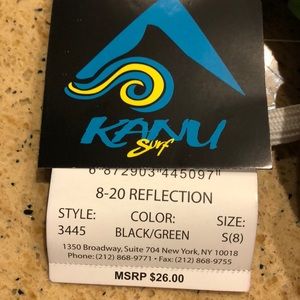 KANU
Surf
6 872903 445097
8-20 REFLECTION
STYLE: COLOR: SIZE:
3445 BLACK/GREEN S(8)
1350 Broadway, Suite 704 New York, NY 10018
Phone: (212) 868-9771 • Fax: (212) 868-9755
MSRP $26.00